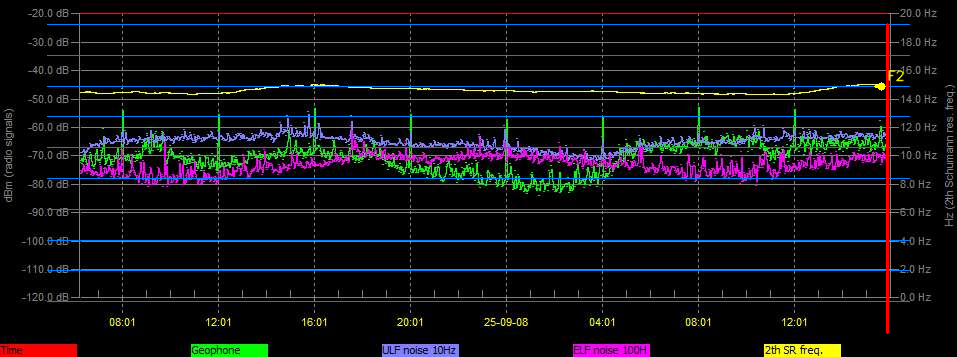 -20.0 dB 20.0 Hz
-30.0 dB 18.0 Hz
-40.0 dB 16.0 Hz
F2
-50.0 dB 14.0 Hz
-60.0 dB 12.0 Hz
-70.0 dB 10.0 Hz
-80.0 dB 8.0 Hz
-90.0 dB 6.0 Hz
-100.0 dB 4.0 Hz
-110.0 dB 2.0 Hz
-120.0 dB 0.0 Hz
dBm (radio signals)
Hz (2th Schumann res. freq.)
08:01 12:01 16:01 20:01 25-09-08 04:01 08:01 12:01
Time Geophone ULF noise 10Hz ELF noise 100H 2th SR freq.